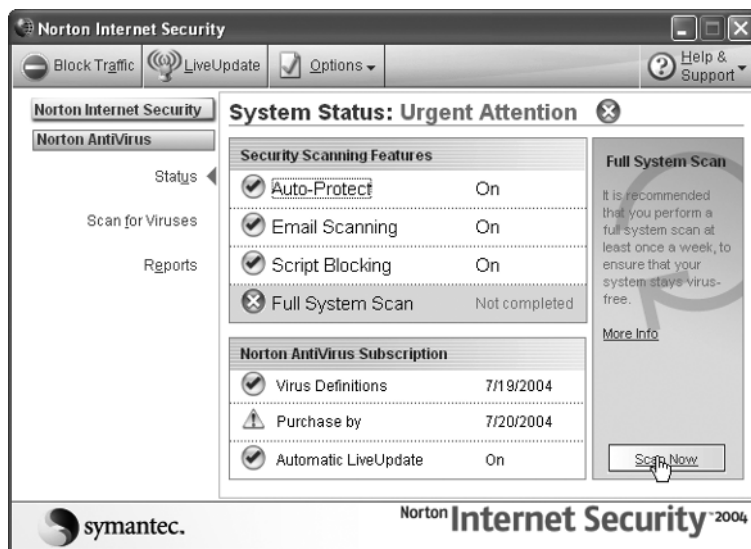 Norton Internet Security
Block Traffic
LiveUpdate
Options
Help &
Support
Norton Internet Security
Norton AntiVirus
Status
Scan for Viruses
Reports
System Status: Urgent Attention
Security Scanning Features
Auto-Protect On
Email Scanning On
Script Blocking On
Full System Scan Not completed
Norton AntiVirus Subscription
Virus Definitions 7/19/2004
Purchase by 7/20/2004
Automatic LiveUpdate On
Full System Scan
It is recommended
that you perform a
full system scan at
least once a week, to
ensure that your
system stays virus-
free.
More Info
Scan Now
symantec.
Norton Internet Security 2004